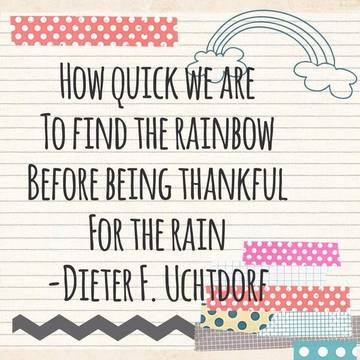 How quick we are
To find the rainbow
Before being thankful
For the rain
-Dieter F. Uchtdorf